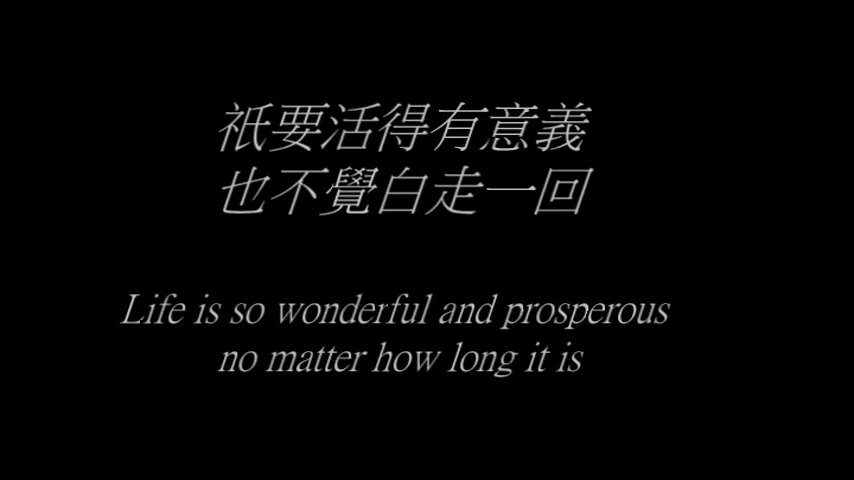 祇要活得有意義
也不覺白走一回
Life is so wonderful and prosperous
no matter how long it is